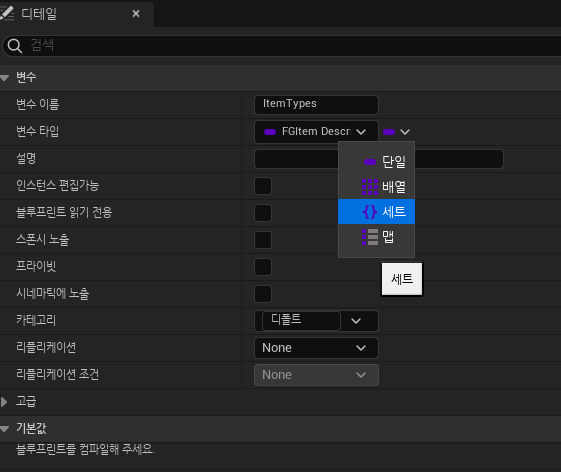 디테일
검색
변수
변수 이름 ItemTypes
변수 타입 FGItem Descri
설명
단일
인스턴스 편집가능
배열
블루프린트 읽기 전용
세트
스폰시 노출
맵
프라이빗
세트
시네마틱에 노출
카테고리 디폴트
리플리케이션 None
리플리케이션 조건 None
고급
기본값
블루프린트를 컴파일해 주세요.